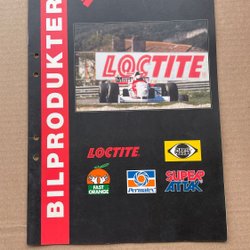 BILPRODUKTER
LOCTITE
LOCTITE
FAST
ORANGE
Permatex
SUPER
ATTAK